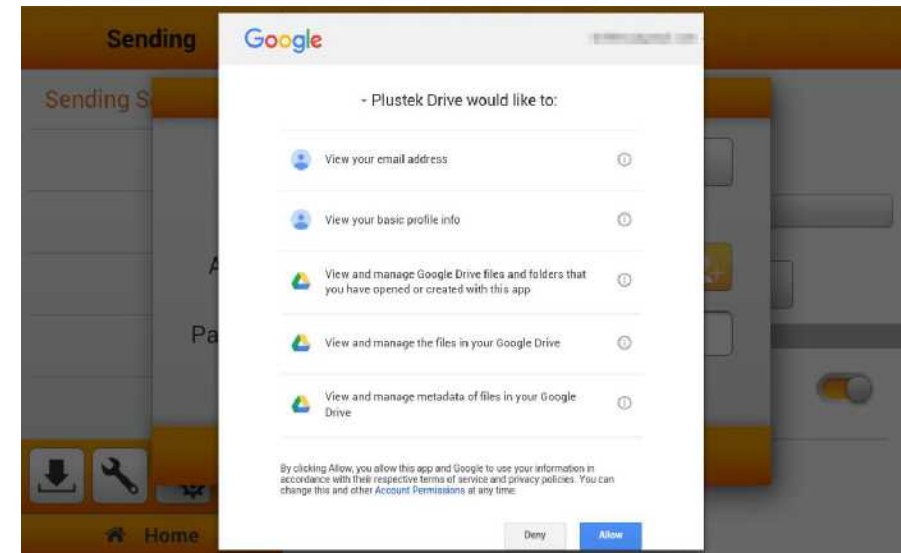 Sending
Google
Sending S
- Plustek Drive would like to:
View your email address
View your basic profile info
A
View and manage Google Drive files and folders that
you have opened or created with this app
Pa
View and manage the files in your Google Drive
View and manage metadata of files in your Google
Drive
By clicking Allow, you allow this app and Google to use your information in
accordance with their respective terms of service and privacy policies. You can
change this and other Account Permissions at any time.
Deny
Allow
Home